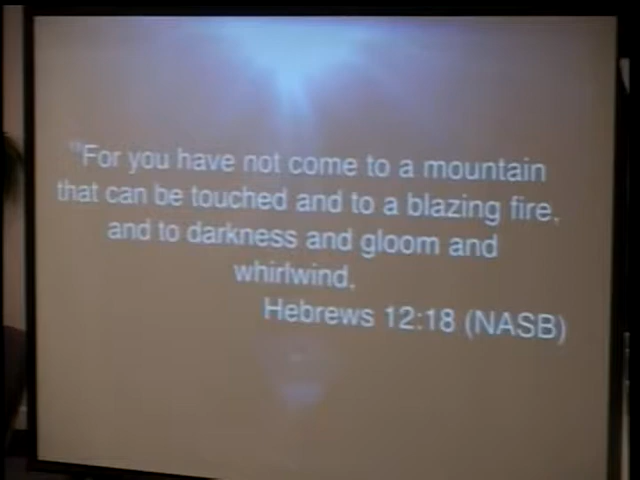 "For you have not come to a mountain
that can be touched and to a blazing fire,
and to darkness and gloom and
whirlwind,
Hebrews 12:18 (NASB)